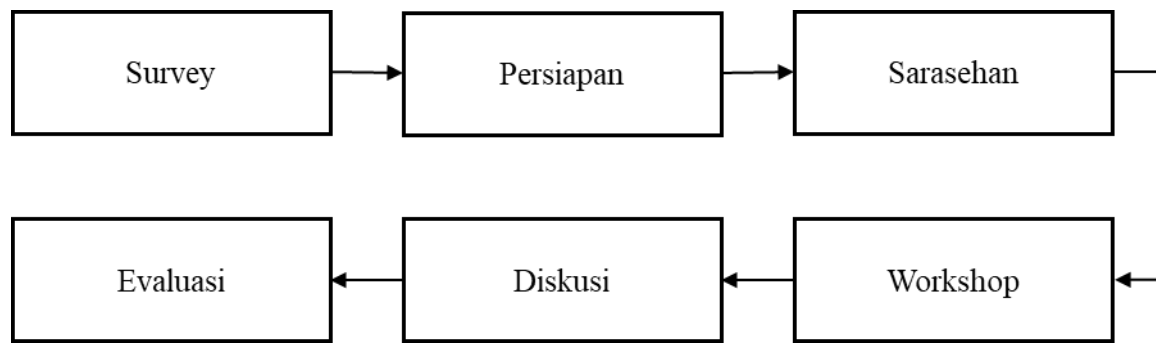 Survey
Persiapan
Sarasehan
Workshop
Diskusi
Evaluasi